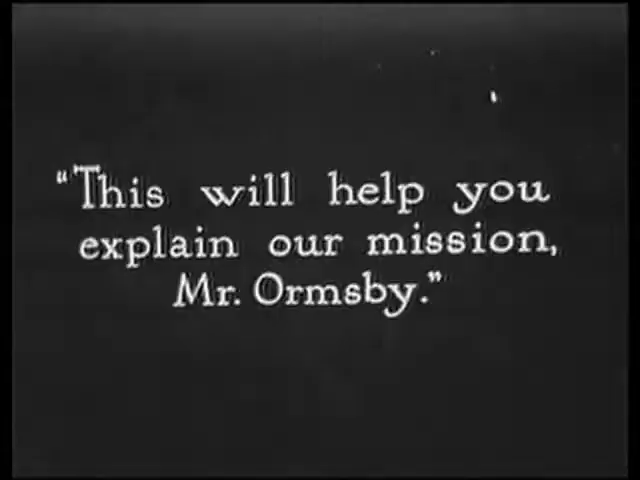 “This will help you
explain our mission,
Mr. Ormsby.”